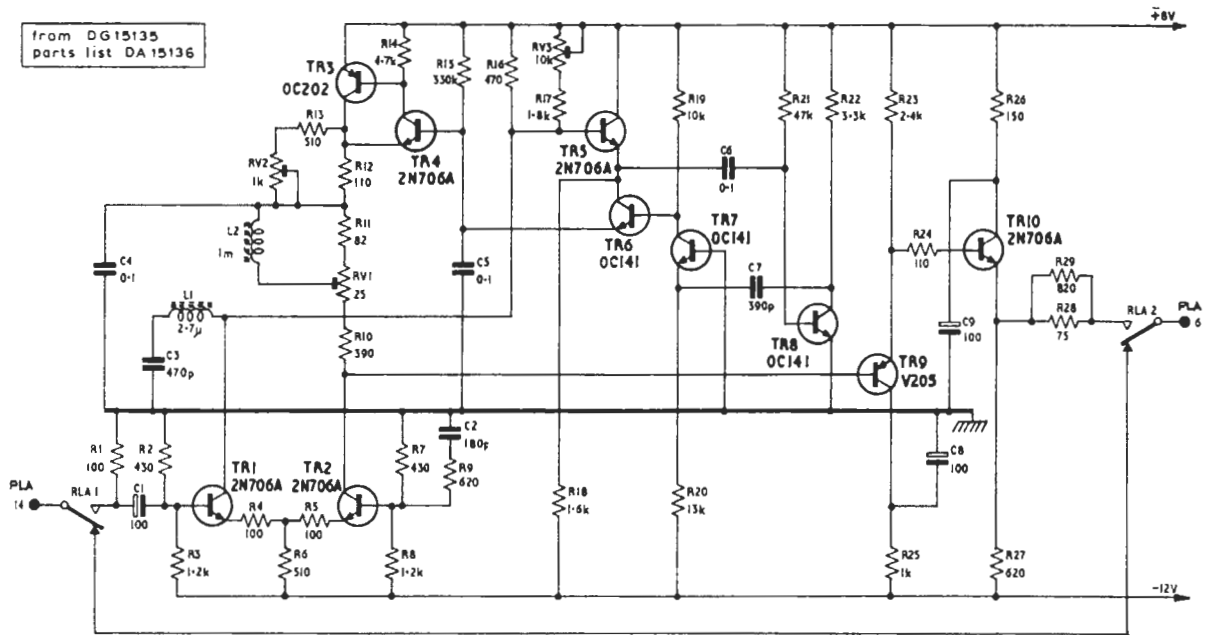 from DG 15135
parts list DA 15136
+8V
R14
4·7k
R15
330k
R16
470
RV3
10k
TR3
OC202
R17
1·8k
R19
10k
R21
47k
R22
3·3k
R23
2·4k
R26
150
R13
510
TR4
2N706A
TR5
2N706A
RV2
1k
R12
110
C6
0·1
TR6
OC141
TR7
OC141
R24
110
TR10
2N706A
L2
1m
R11
82
C4
0·1
RV1
25
C5
0·1
C7
390p
R29
820
L1
2·7μ
R28
75
RLA 2
PLA
6
C3
470p
R10
390
TR8
OC141
C9
100
TR9
V205
R1
100
R2
430
R7
430
C2
180p
R9
620
C8
100
PLA
14
RLA 1
C1
100
TR1
2N706A
TR2
2N706A
R4
100
R5
100
R18
1·6k
R20
13k
R3
1·2k
R6
510
R8
1·2k
R25
1k
R27
620
-12V